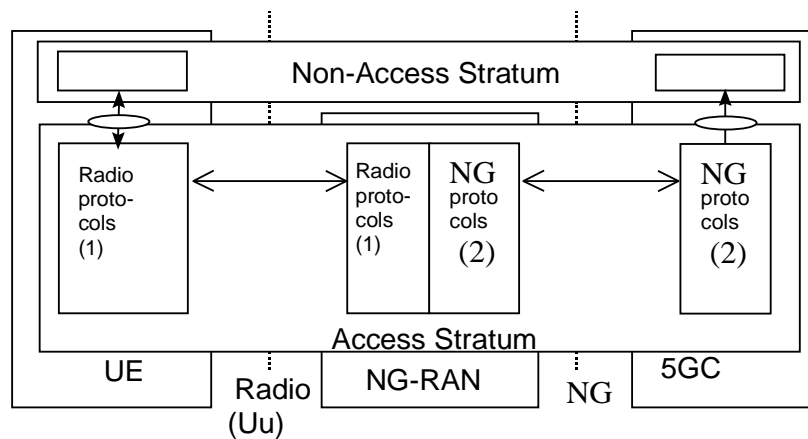 Non-Access Stratum
Radio
proto-
cols
(1)
Radio
proto-
cols
(1)
NG
proto
cols
(2)
NG
proto
cols
(2)
Access Stratum
UE
Radio
(Uu)
NG-RAN
NG
5GC